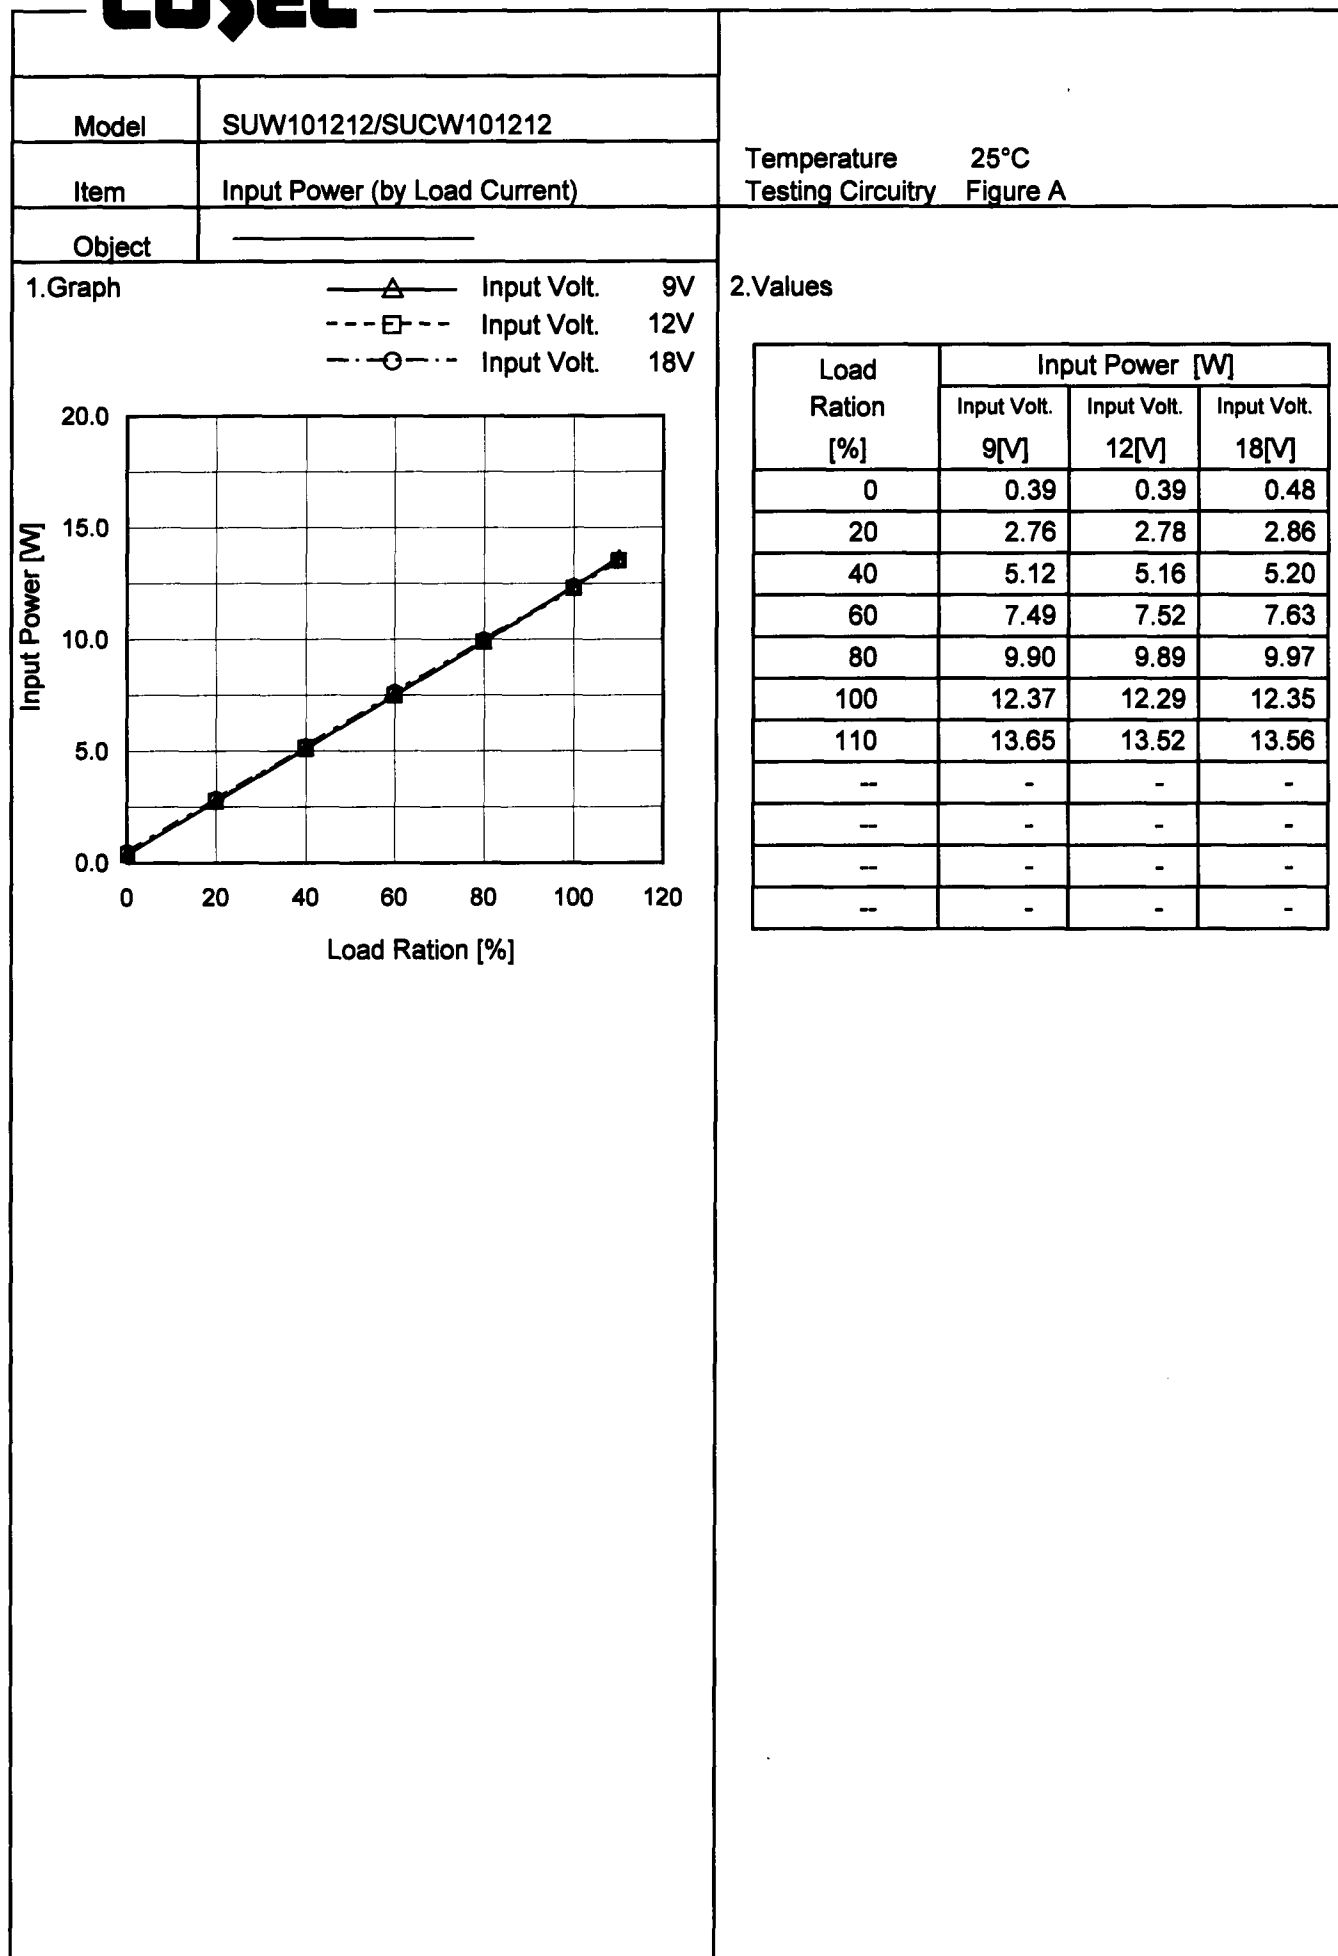 COSEL
Model SUW101212/SUCW101212
Item Input Power (by Load Current)
Object
Temperature 25°C
Testing Circuitry Figure A
1.Graph
Input Volt. 9V
Input Volt. 12V
Input Volt. 18V
20.0
15.0
10.0
5.0
0.0
Input Power [W]
0 20 40 60 80 100 120
Load Ration [%]
2.Values
Load Ration [%] Input Power [W]
Input Volt. 9[V] Input Volt. 12[V] Input Volt. 18[V]
0 0.39 0.39 0.48
20 2.76 2.78 2.86
40 5.12 5.16 5.20
60 7.49 7.52 7.63
80 9.90 9.89 9.97
100 12.37 12.29 12.35
110 13.65 13.52 13.56
-- - - -
-- - - -
-- - - -
-- - - -